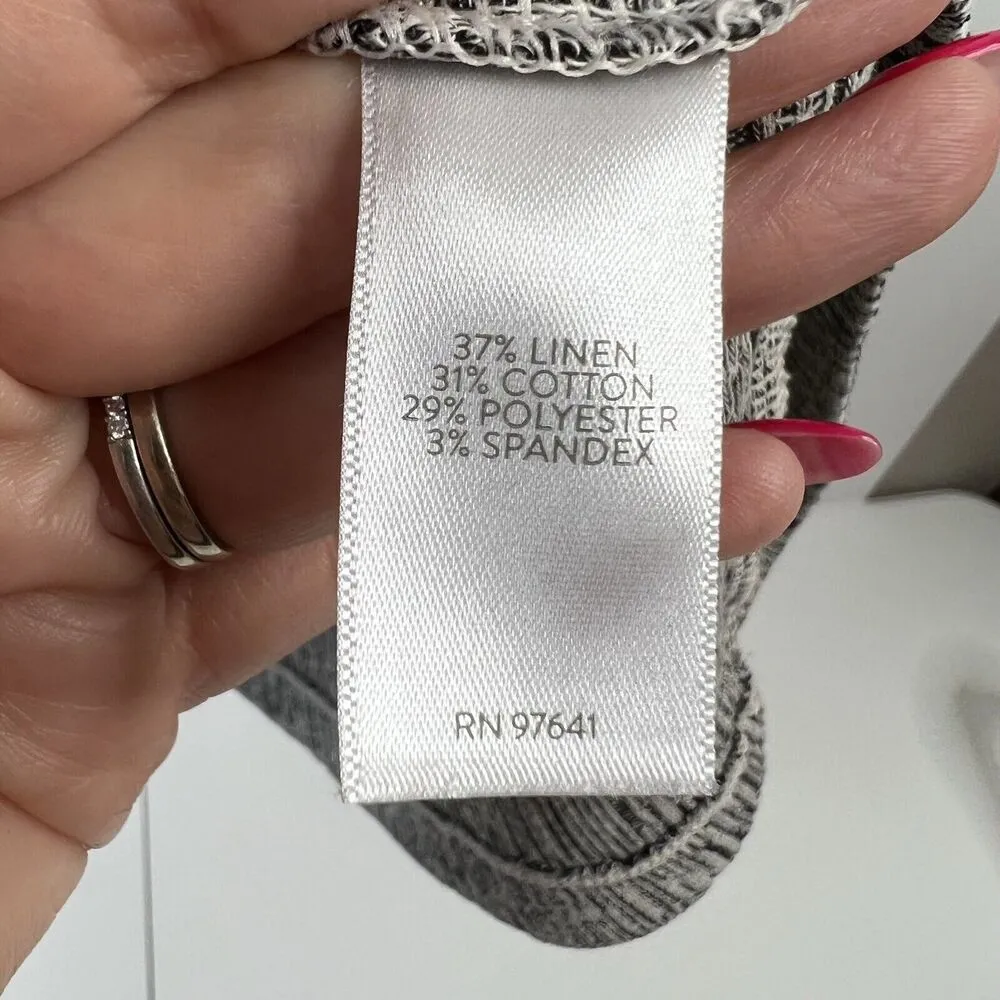 37% LINEN
31% COTTON
29% POLYESTER
3% SPANDEX
RN 97641